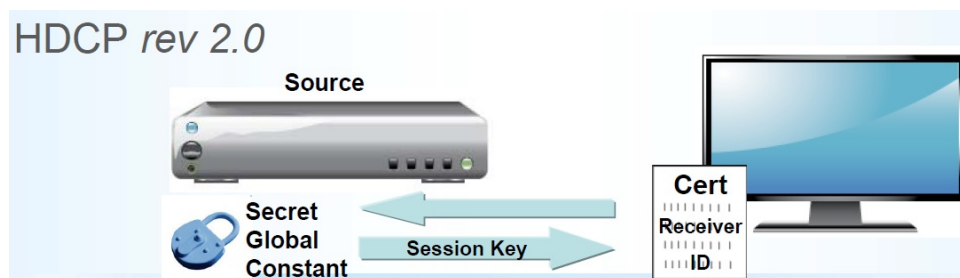 HDCP rev 2.0
Source
Cert
Receiver
ID
Secret
Global
Constant
Session Key